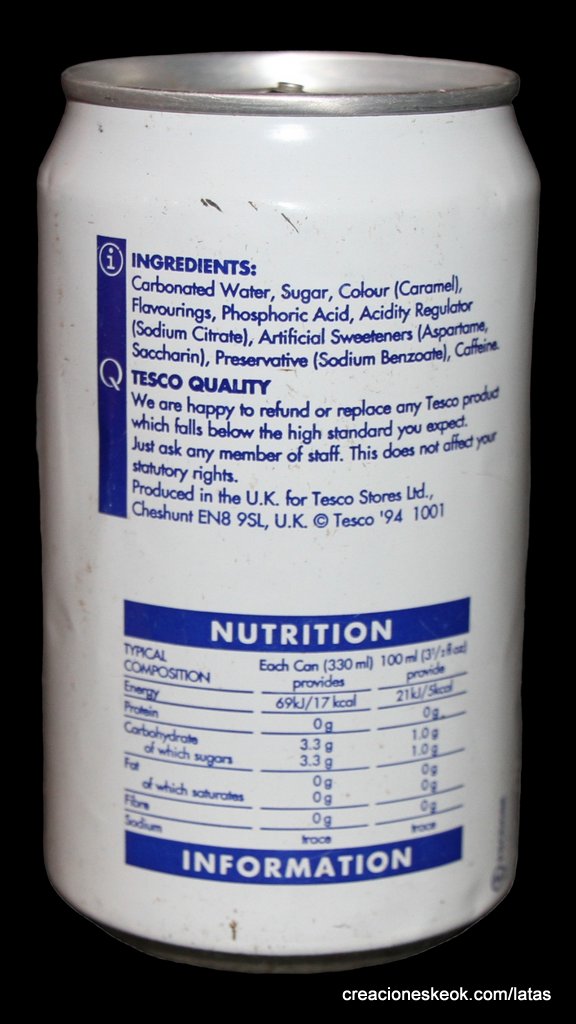 i
INGREDIENTS:
Carbonated Water, Sugar, Colour (Caramel),
Flavourings, Phosphoric Acid, Acidity Regulator
(Sodium Citrate), Artificial Sweeteners (Aspartame,
Saccharin), Preservative (Sodium Benzoate), Caffeine.
Q
TESCO QUALITY
We are happy to refund or replace any Tesco product
which falls below the high standard you expect.
Just ask any member of staff. This does not affect your
statutory rights.
Produced in the U.K. for Tesco Stores Ltd.,
Cheshunt EN8 9SL, U.K. © Tesco '94 1001
NUTRITION
TYPICAL COMPOSITION Each Can (330 ml) provides 100 ml (3½ fl oz) provide
Energy 69kJ/17 kcal 21kJ/5kcal
Protein 0g 0g
Carbohydrate 3.3 g 1.0 g
of which sugars 3.3 g 1.0 g
Fat 0g 0g
of which saturates 0g 0g
Fibre 0g 0g
Sodium trace trace
INFORMATION
creacioneskeok.com/latas